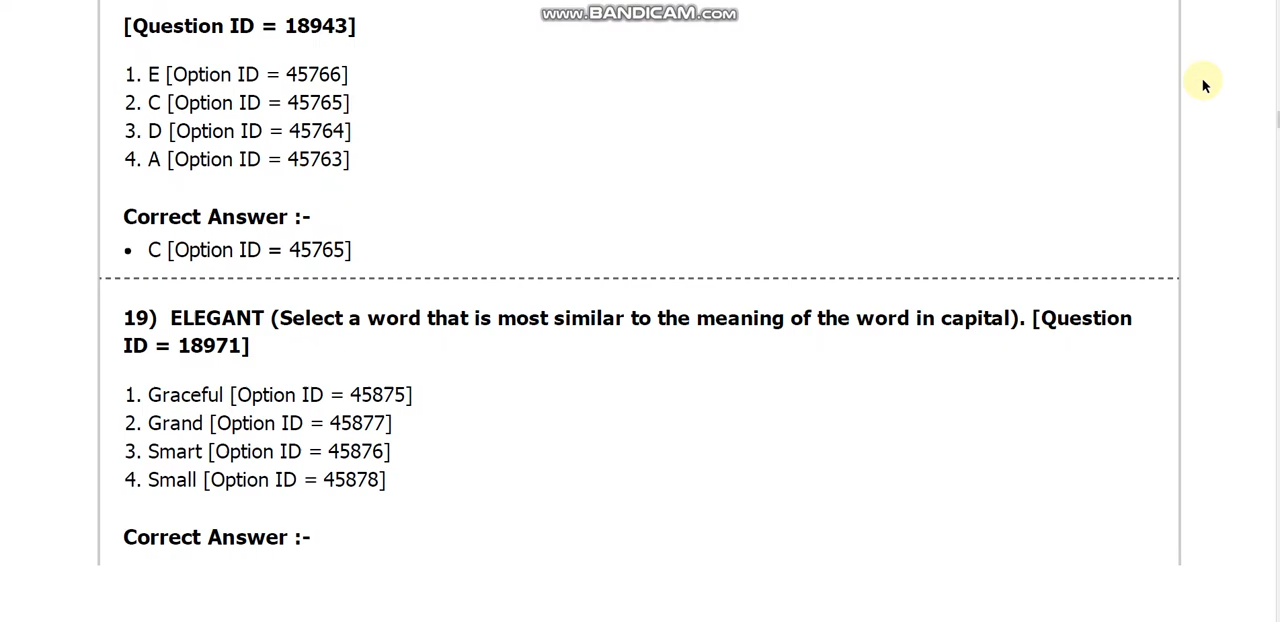 www.BANDICAM.com
[Question ID = 18943]
1. E [Option ID = 45766]
2. C [Option ID = 45765]
3. D [Option ID = 45764]
4. A [Option ID = 45763]
Correct Answer :-
• C [Option ID = 45765]
19) ELEGANT (Select a word that is most similar to the meaning of the word in capital). [Question
ID = 18971]
1. Graceful [Option ID = 45875]
2. Grand [Option ID = 45877]
3. Smart [Option ID = 45876]
4. Small [Option ID = 45878]
Correct Answer :-